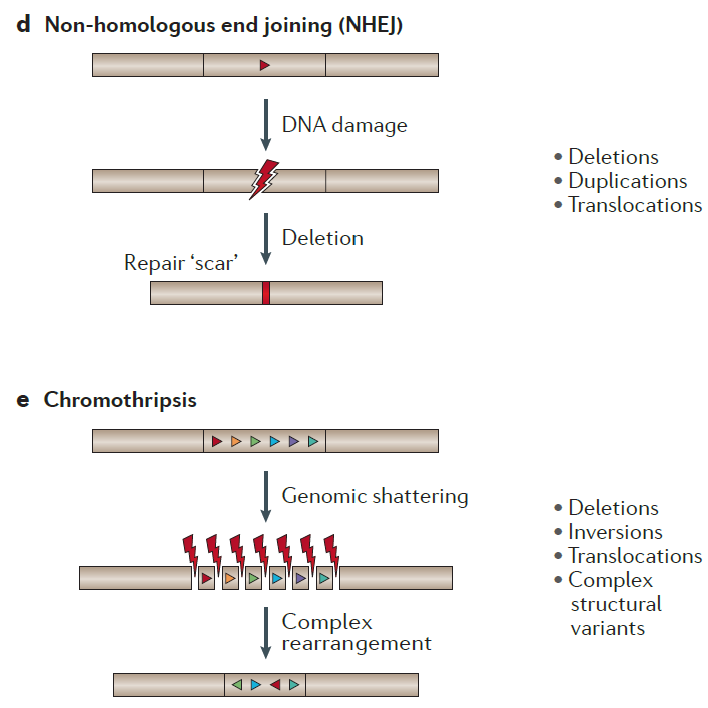 d Non-homologous end joining (NHEJ)
DNA damage
• Deletions
• Duplications
• Translocations
Deletion
Repair ‘scar’
e Chromothripsis
Genomic shattering
• Deletions
• Inversions
• Translocations
• Complex
structural
variants
Complex
rearrangement